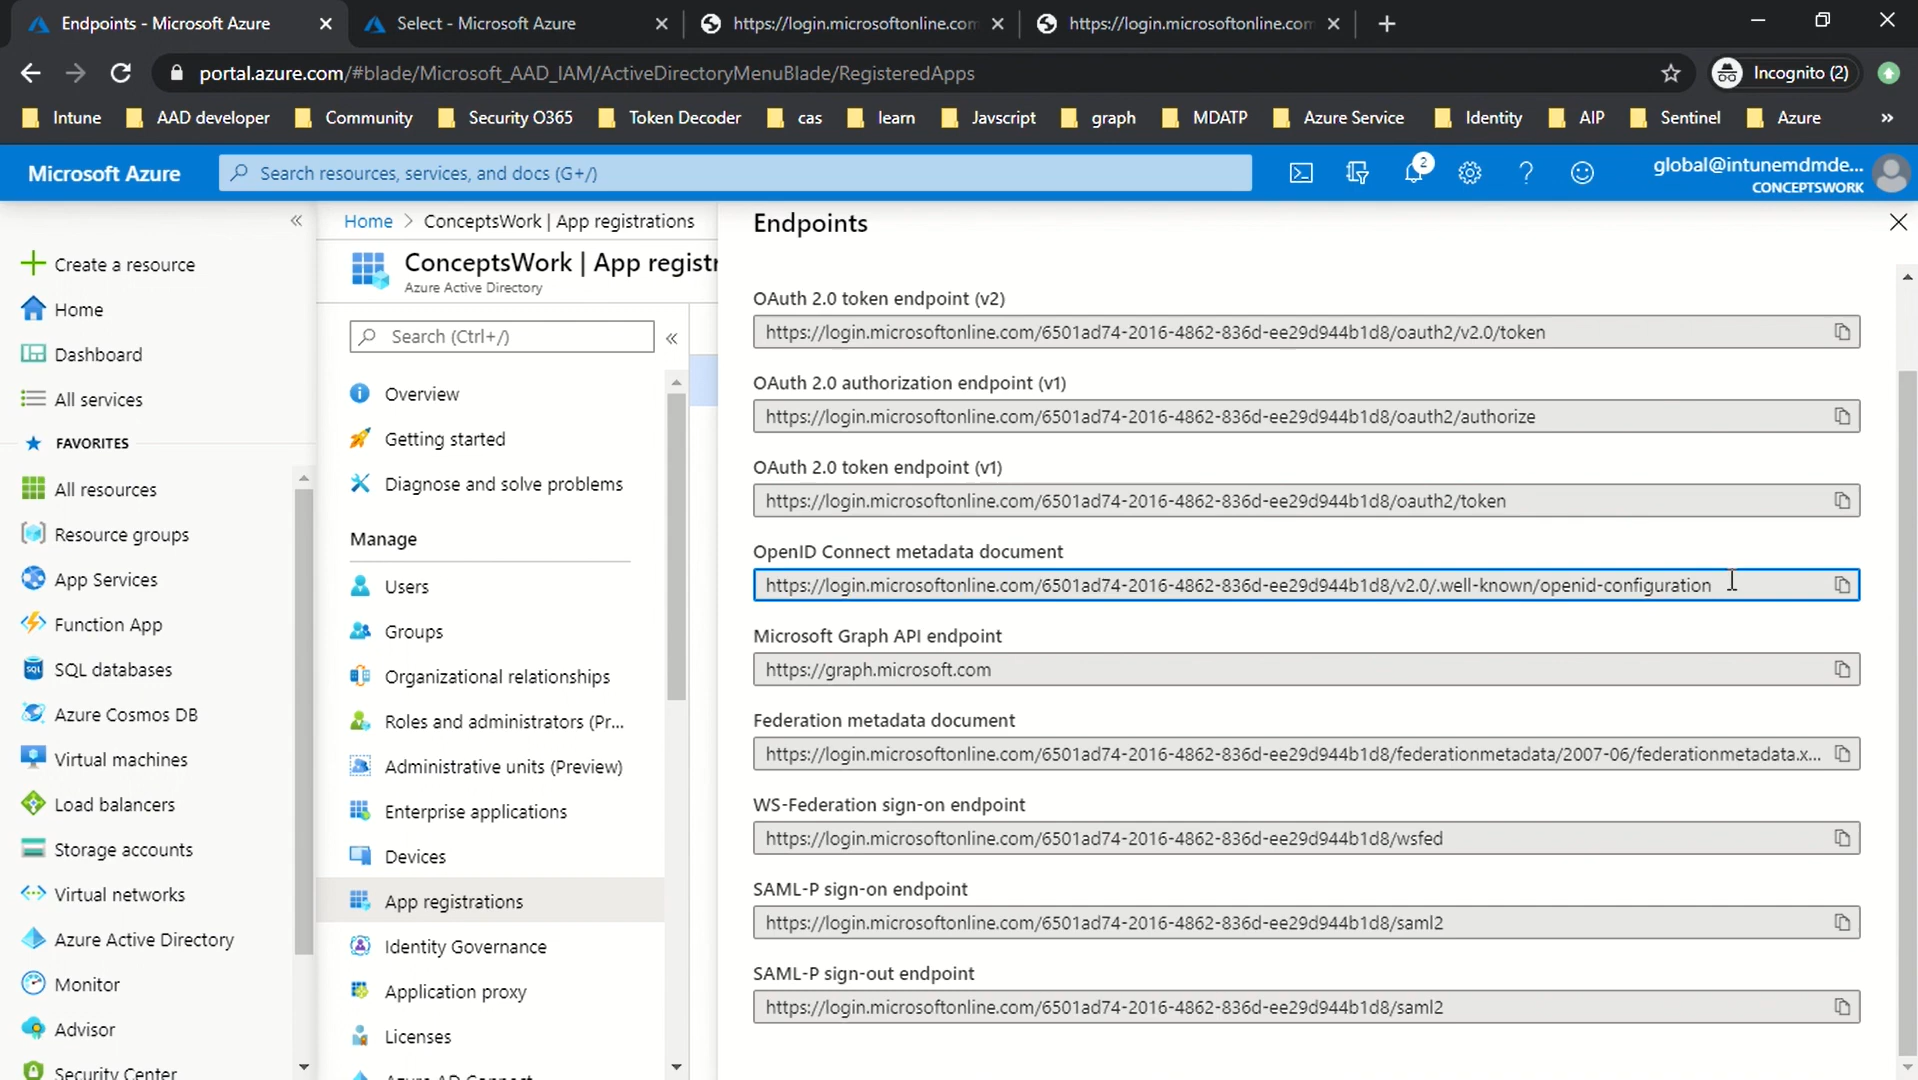 Endpoints - Microsoft Azure
Select - Microsoft Azure
https://login.microsoftonline.com
https://login.microsoftonline.com
portal.azure.com/#blade/Microsoft_AAD_IAM/ActiveDirectoryMenuBlade/RegisteredApps
Incognito (2)
Intune
AAD developer
Community
Security O365
Token Decoder
cas
learn
Javscript
graph
MDATP
Azure Service
Identity
AIP
Sentinel
Azure
»
Microsoft Azure
Search resources, services, and docs (G+/)
2
global@intunemdmde...
CONCEPTSWORK
Create a resource
Home
Dashboard
All services
FAVORITES
All resources
Resource groups
App Services
Function App
SQL databases
Azure Cosmos DB
Virtual machines
Load balancers
Storage accounts
Virtual networks
Azure Active Directory
Monitor
Advisor
Security Center
Home > ConceptsWork | App registrations
ConceptsWork | App registr
Azure Active Directory
Search (Ctrl+/)
Overview
Getting started
Diagnose and solve problems
Manage
Users
Groups
Organizational relationships
Roles and administrators (Pr...
Administrative units (Preview)
Enterprise applications
Devices
App registrations
Identity Governance
Application proxy
Licenses
Azure AD Connect
Endpoints
OAuth 2.0 token endpoint (v2)
https://login.microsoftonline.com/6501ad74-2016-4862-836d-ee29d944b1d8/oauth2/v2.0/token
OAuth 2.0 authorization endpoint (v1)
https://login.microsoftonline.com/6501ad74-2016-4862-836d-ee29d944b1d8/oauth2/authorize
OAuth 2.0 token endpoint (v1)
https://login.microsoftonline.com/6501ad74-2016-4862-836d-ee29d944b1d8/oauth2/token
OpenID Connect metadata document
https://login.microsoftonline.com/6501ad74-2016-4862-836d-ee29d944b1d8/v2.0/.well-known/openid-configuration
Microsoft Graph API endpoint
https://graph.microsoft.com
Federation metadata document
https://login.microsoftonline.com/6501ad74-2016-4862-836d-ee29d944b1d8/federationmetadata/2007-06/federationmetadata.x...
WS-Federation sign-on endpoint
https://login.microsoftonline.com/6501ad74-2016-4862-836d-ee29d944b1d8/wsfed
SAML-P sign-on endpoint
https://login.microsoftonline.com/6501ad74-2016-4862-836d-ee29d944b1d8/saml2
SAML-P sign-out endpoint
https://login.microsoftonline.com/6501ad74-2016-4862-836d-ee29d944b1d8/saml2